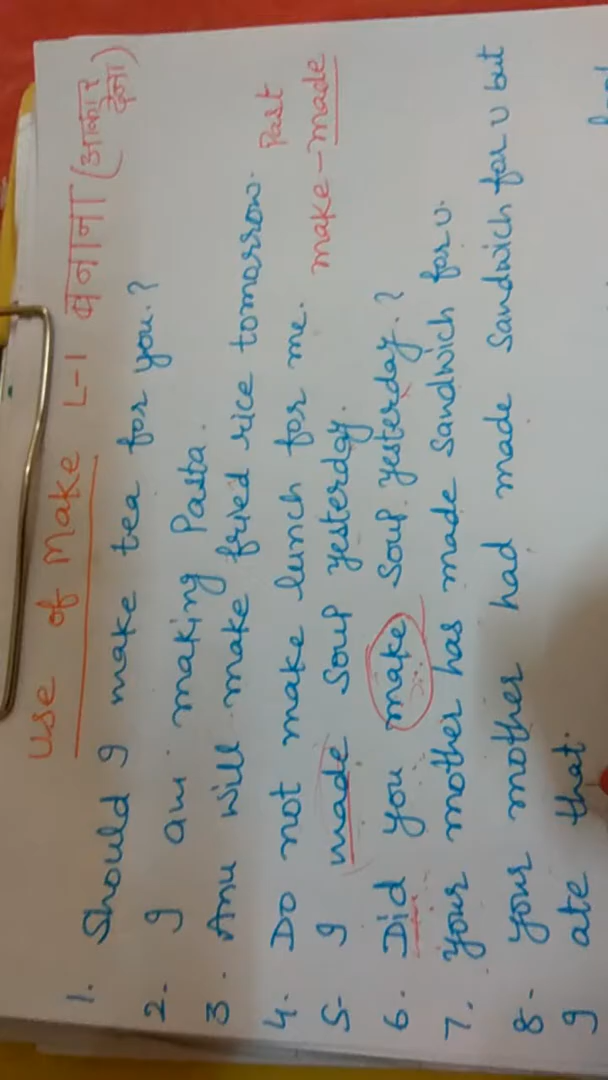 Use of Make L-1 बनाना (आकार देना)
1. Should I make tea for you.?
2. I am making Pasta.
3. Anu will make fried rice tomorrow.
4. Do not make lunch for me.
Past
make - made
5- I made Soup yesterday.
6. Did you make Soup yesterday.?
7. your mother has made Sandwich for u.
8- your mother had made Sandwich for u but
I ate that.